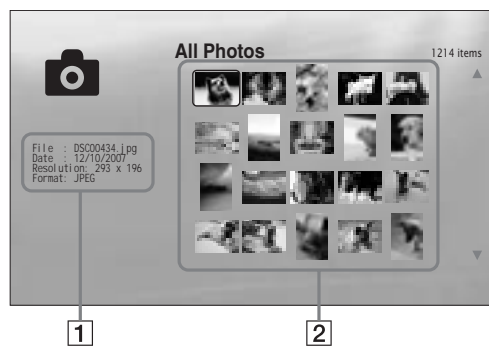 All Photos
1214 items
File : DSC00434.jpg
Date : 12/10/2007
Resolution: 293 x 196
Format: JPEG
1
2